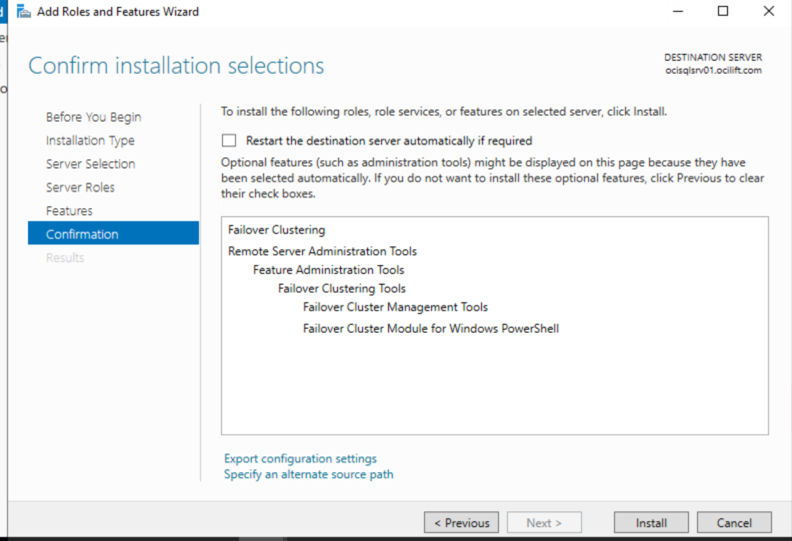 Add Roles and Features Wizard
Confirm installation selections
DESTINATION SERVER
ocisqlsrv01.ocilift.com
Before You Begin
Installation Type
Server Selection
Server Roles
Features
Confirmation
Results
To install the following roles, role services, or features on selected server, click Install.
Restart the destination server automatically if required
Optional features (such as administration tools) might be displayed on this page because they have
been selected automatically. If you do not want to install these optional features, click Previous to clear
their check boxes.
Failover Clustering
Remote Server Administration Tools
Feature Administration Tools
Failover Clustering Tools
Failover Cluster Management Tools
Failover Cluster Module for Windows PowerShell
Export configuration settings
Specify an alternate source path
< Previous
Next >
Install
Cancel